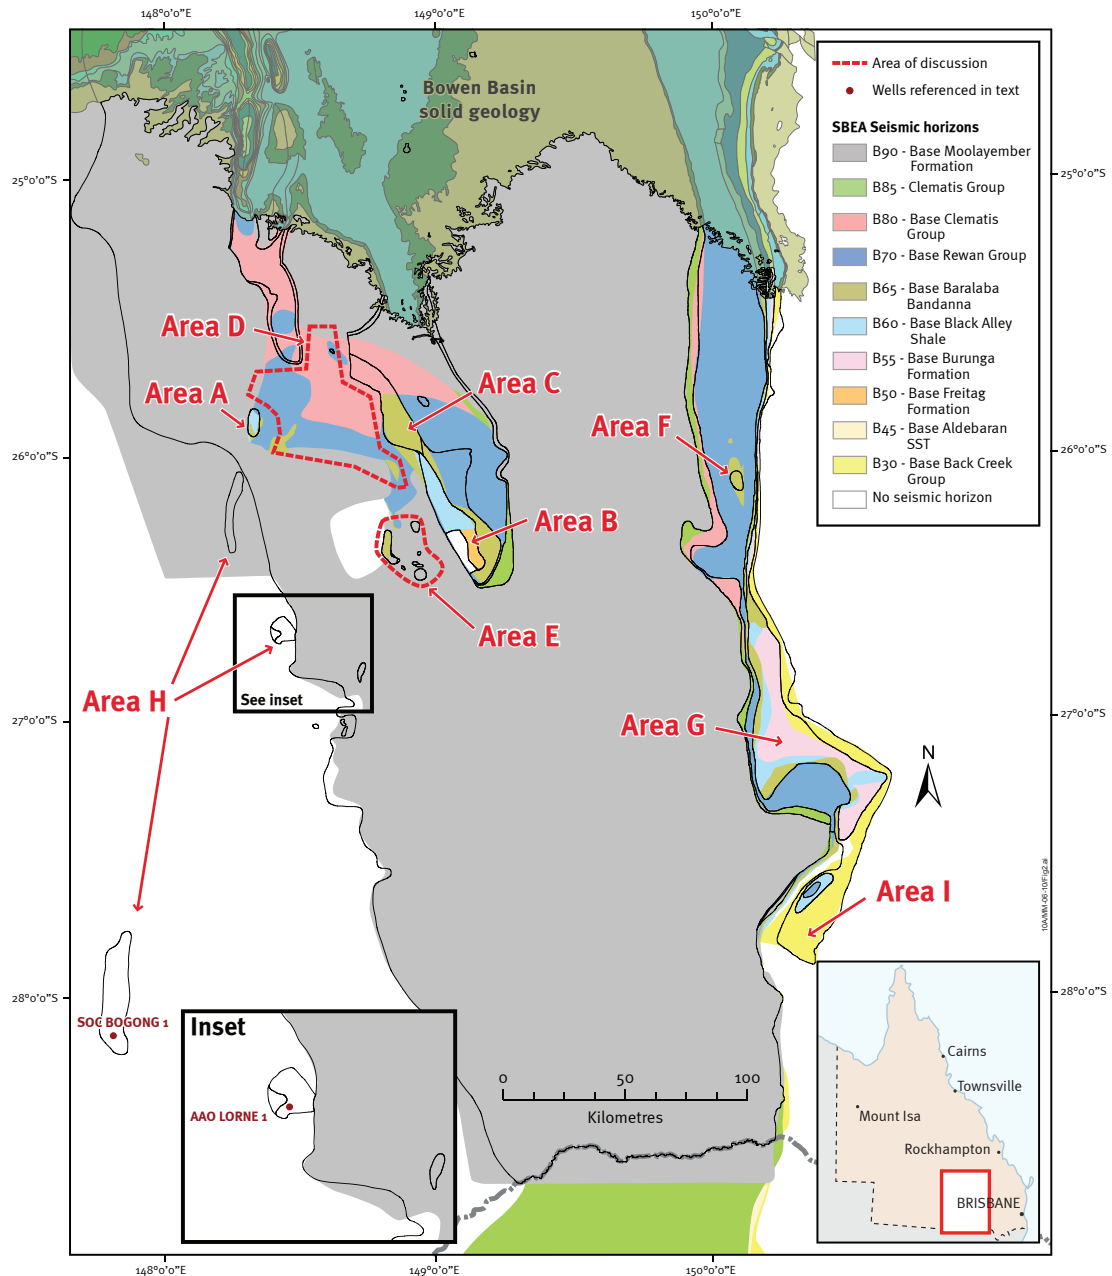 148°0'0"E
149°0'0"E
150°0'0"E
Bowen Basin
solid geology
Area of discussion
Wells referenced in text
SBEA Seismic horizons
B90 - Base Moolayember
Formation
B85 - Clematis Group
B80 - Base Clematis
Group
B70 - Base Rewan Group
B65 - Base Baralaba
Bandanna
B60 - Base Black Alley
Shale
B55 - Base Burunga
Formation
B50 - Base Freitag
Formation
B45 - Base Aldebaran
SST
B30 - Base Back Creek
Group
No seismic horizon
25°0'0"S
25°0'0"S
Area D
Area A
Area C
Area F
26°0'0"S
26°0'0"S
Area B
Area E
Area H
See inset
27°0'0"S
27°0'0"S
Area G
N
Area I
10A/MM-06-10/Fig2.ai
28°0'0"S
28°0'0"S
SOC BOGONG 1
Inset
AAO LORNE 1
0 50 100
Kilometres
Cairns
Townsville
Mount Isa
Rockhampton
BRISBANE
148°0'0"E
149°0'0"E
150°0'0"E